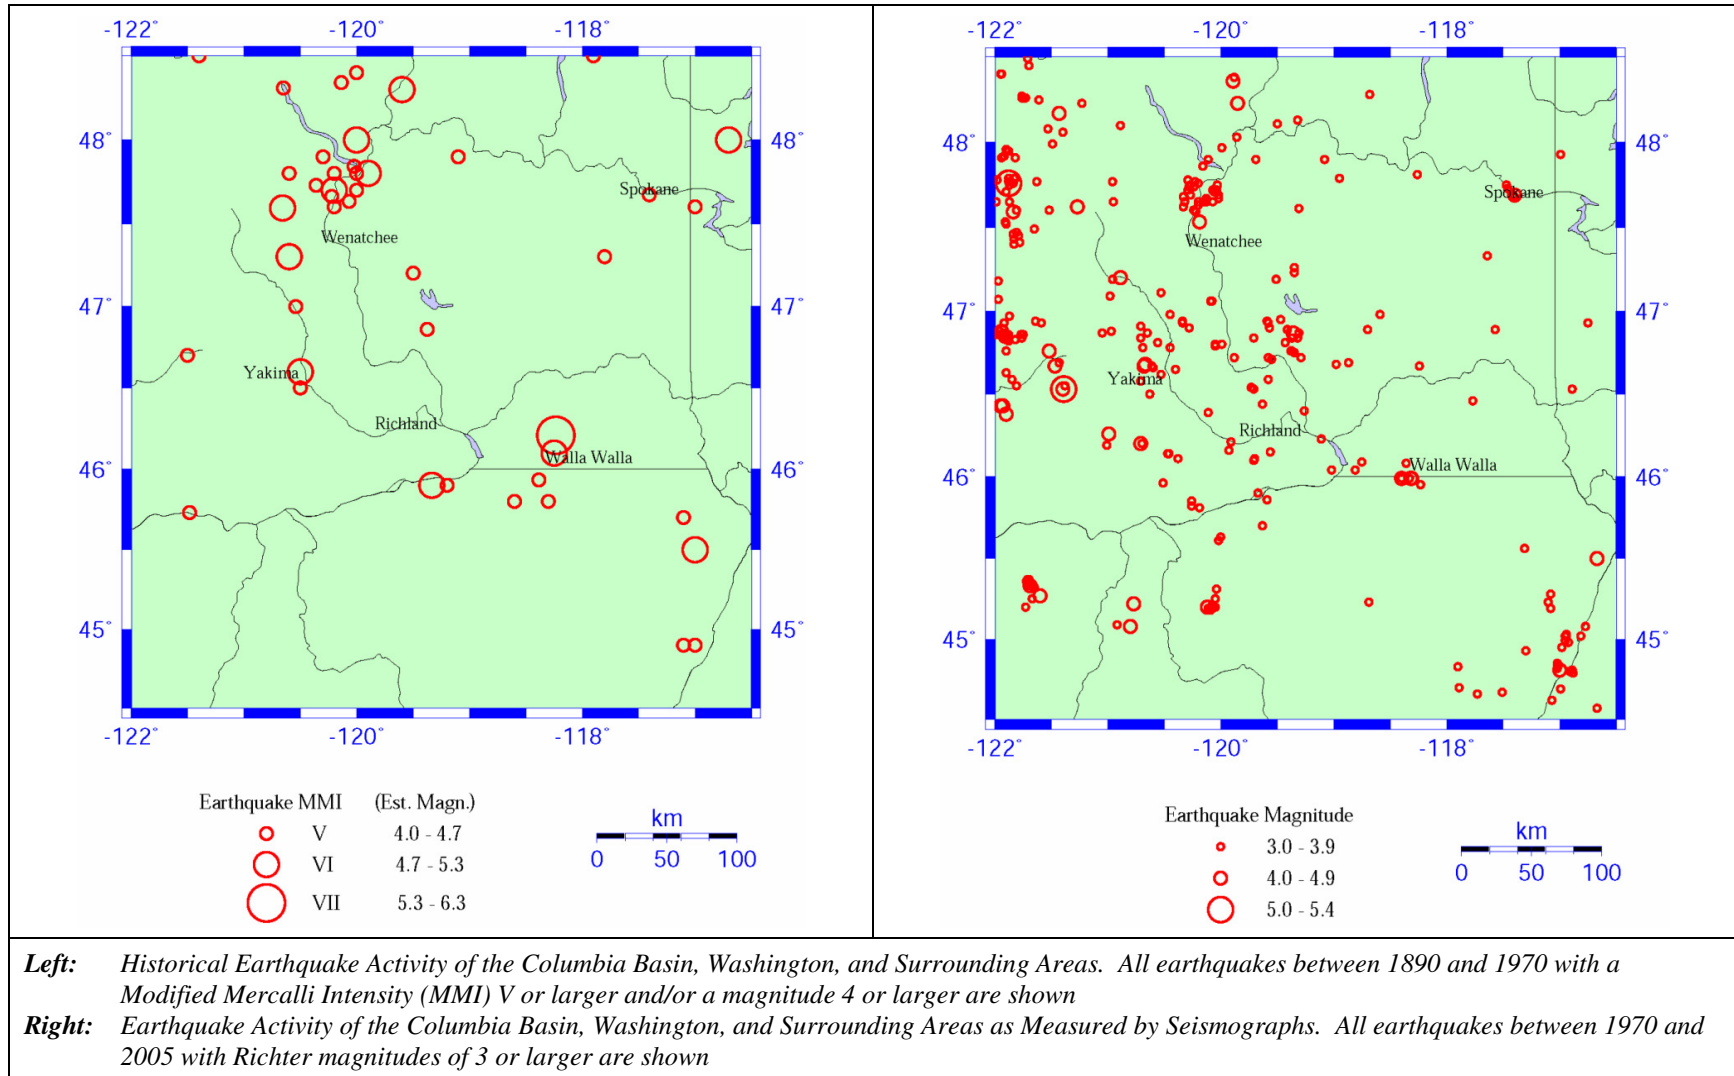 -122° -120° -118°
48° 48°
Spokane
Wenatchee
47° 47°
Yakima
Richland
Walla Walla
46° 46°
45° 45°
-122° -120° -118°
Earthquake MMI (Est. Magn.)
V 4.0 - 4.7
VI 4.7 - 5.3
VII 5.3 - 6.3
km
0 50 100
-122° -120° -118°
48° 48°
Spokane
Wenatchee
47° 47°
Yakima
Richland
Walla Walla
46° 46°
45° 45°
-122° -120° -118°
Earthquake Magnitude
3.0 - 3.9
4.0 - 4.9
5.0 - 5.4
km
0 50 100
Left: Historical Earthquake Activity of the Columbia Basin, Washington, and Surrounding Areas. All earthquakes between 1890 and 1970 with a
Modified Mercalli Intensity (MMI) V or larger and/or a magnitude 4 or larger are shown
Right: Earthquake Activity of the Columbia Basin, Washington, and Surrounding Areas as Measured by Seismographs. All earthquakes between 1970 and
2005 with Richter magnitudes of 3 or larger are shown